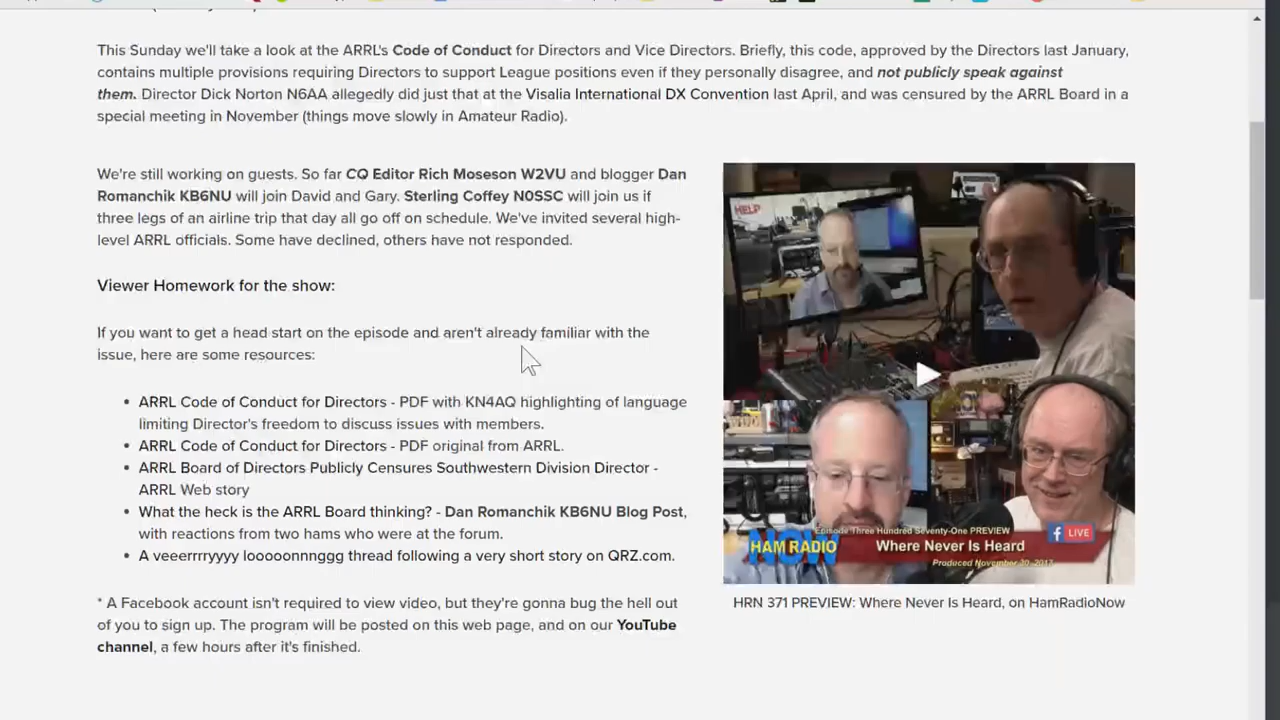 This Sunday we'll take a look at the ARRL's Code of Conduct for Directors and Vice Directors. Briefly, this code, approved by the Directors last January,
contains multiple provisions requiring Directors to support League positions even if they personally disagree, and not publicly speak against
them. Director Dick Norton N6AA allegedly did just that at the Visalia International DX Convention last April, and was censured by the ARRL Board in a
special meeting in November (things move slowly in Amateur Radio).
We're still working on guests. So far CQ Editor Rich Moseson W2VU and blogger Dan
Romanchik KB6NU will join David and Gary. Sterling Coffey N0SSC will join us if
three legs of an airline trip that day all go off on schedule. We've invited several high-
level ARRL officials. Some have declined, others have not responded.
Viewer Homework for the show:
If you want to get a head start on the episode and aren't already familiar with the
issue, here are some resources:
• ARRL Code of Conduct for Directors - PDF with KN4AQ highlighting of language
limiting Director's freedom to discuss issues with members.
• ARRL Code of Conduct for Directors - PDF original from ARRL.
• ARRL Board of Directors Publicly Censures Southwestern Division Director -
ARRL Web story
• What the heck is the ARRL Board thinking? - Dan Romanchik KB6NU Blog Post,
with reactions from two hams who were at the forum.
• A veeerrrryyy looooonnnggg thread following a very short story on QRZ.com.
* A Facebook account isn't required to view video, but they're gonna bug the hell out
of you to sign up. The program will be posted on this web page, and on our YouTube
channel, a few hours after it's finished.
HELP
Episode Three Hundred Seventy-One PREVIEW
f LIVE
HAM RADIO
NOW
Where Never Is Heard
Produced November 30, 2017
HRN 371 PREVIEW: Where Never Is Heard, on HamRadioNow